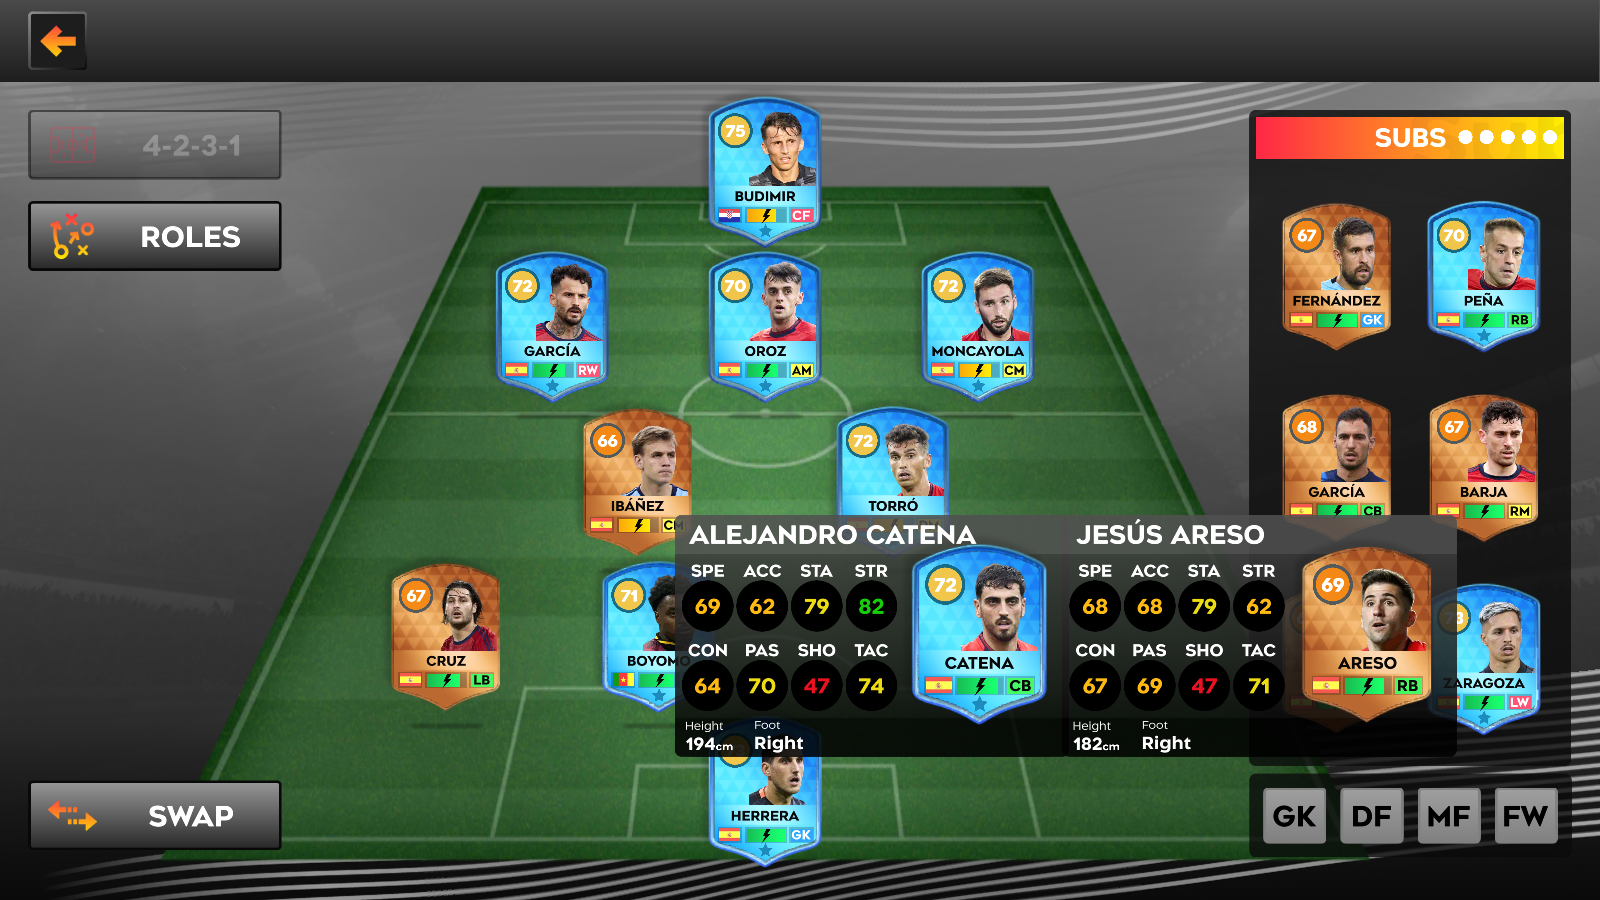 4-2-3-1
ROLES
SWAP
75
BUDIMIR
CF
72
GARCÍA
RW
70
OROZ
AM
72
MONCAYOLA
CM
66
IBÁÑEZ
CM
72
TORRÓ
67
CRUZ
LB
71
BOYOMO
HERRERA
GK
ALEJANDRO CATENA
SPE ACC STA STR
69 62 79 82
CON PAS SHO TAC
64 70 47 74
Height Foot
194cm Right
72
CATENA
CB
JESÚS ARESO
SPE ACC STA STR
68 68 79 62
CON PAS SHO TAC
67 69 47 71
Height Foot
182cm Right
69
ARESO
RB
SUBS
67
FERNÁNDEZ
GK
70
PEÑA
RB
68
GARCÍA
CB
67
BARJA
RM
ZARAGOZA
LW
GK DF MF FW